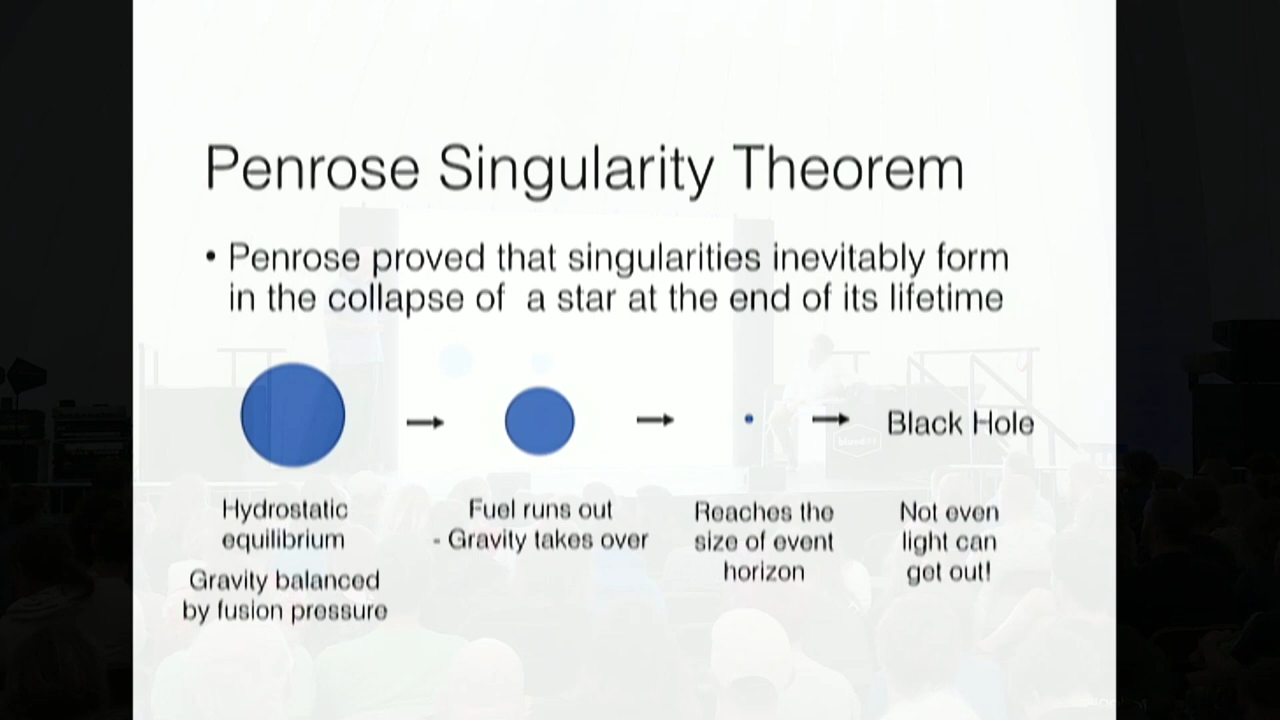 Penrose Singularity Theorem
• Penrose proved that singularities inevitably form
in the collapse of a star at the end of its lifetime
Black Hole
Hydrostatic
equilibrium
Gravity balanced
by fusion pressure
Fuel runs out
- Gravity takes over
Reaches the
size of event
horizon
Not even
light can
get out!